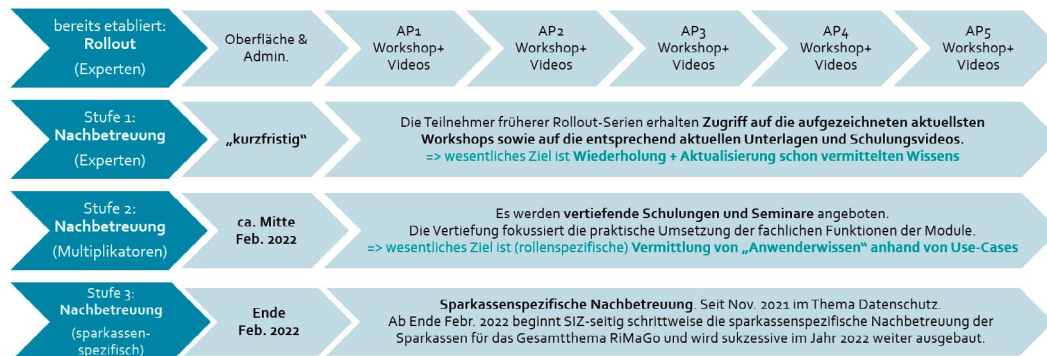 bereits etabliert:
Rollout
(Experten)
Oberfläche &
Admin.
AP1
Workshop+
Videos
AP2
Workshop+
Videos
AP3
Workshop+
Videos
AP4
Workshop+
Videos
AP5
Workshop+
Videos
Stufe 1:
Nachbetreuung
(Experten)
„kurzfristig“
Die Teilnehmer früherer Rollout-Serien erhalten Zugriff auf die aufgezeichneten aktuellsten
Workshops sowie auf die entsprechend aktuellen Unterlagen und Schulungsvideos.
=> wesentliches Ziel ist Wiederholung + Aktualisierung schon vermittelten Wissens
Stufe 2:
Nachbetreuung
(Multiplikatoren)
ca. Mitte
Feb. 2022
Es werden vertiefende Schulungen und Seminare angeboten.
Die Vertiefung fokussiert die praktische Umsetzung der fachlichen Funktionen der Module.
=> wesentliches Ziel ist (rollenspezifische) Vermittlung von „Anwenderwissen“ anhand von Use-Cases
Stufe 3:
Nachbetreuung
(sparkassen-
spezifisch)
Ende
Feb. 2022
Sparkassenspezifische Nachbetreuung. Seit Nov. 2021 im Thema Datenschutz.
Ab Ende Febr. 2022 beginnt SIZ-seitig schrittweise die sparkassenspezifische Nachbetreuung der
Sparkassen für das Gesamtthema RiMaGo und wird sukzessive im Jahr 2022 weiter ausgebaut.